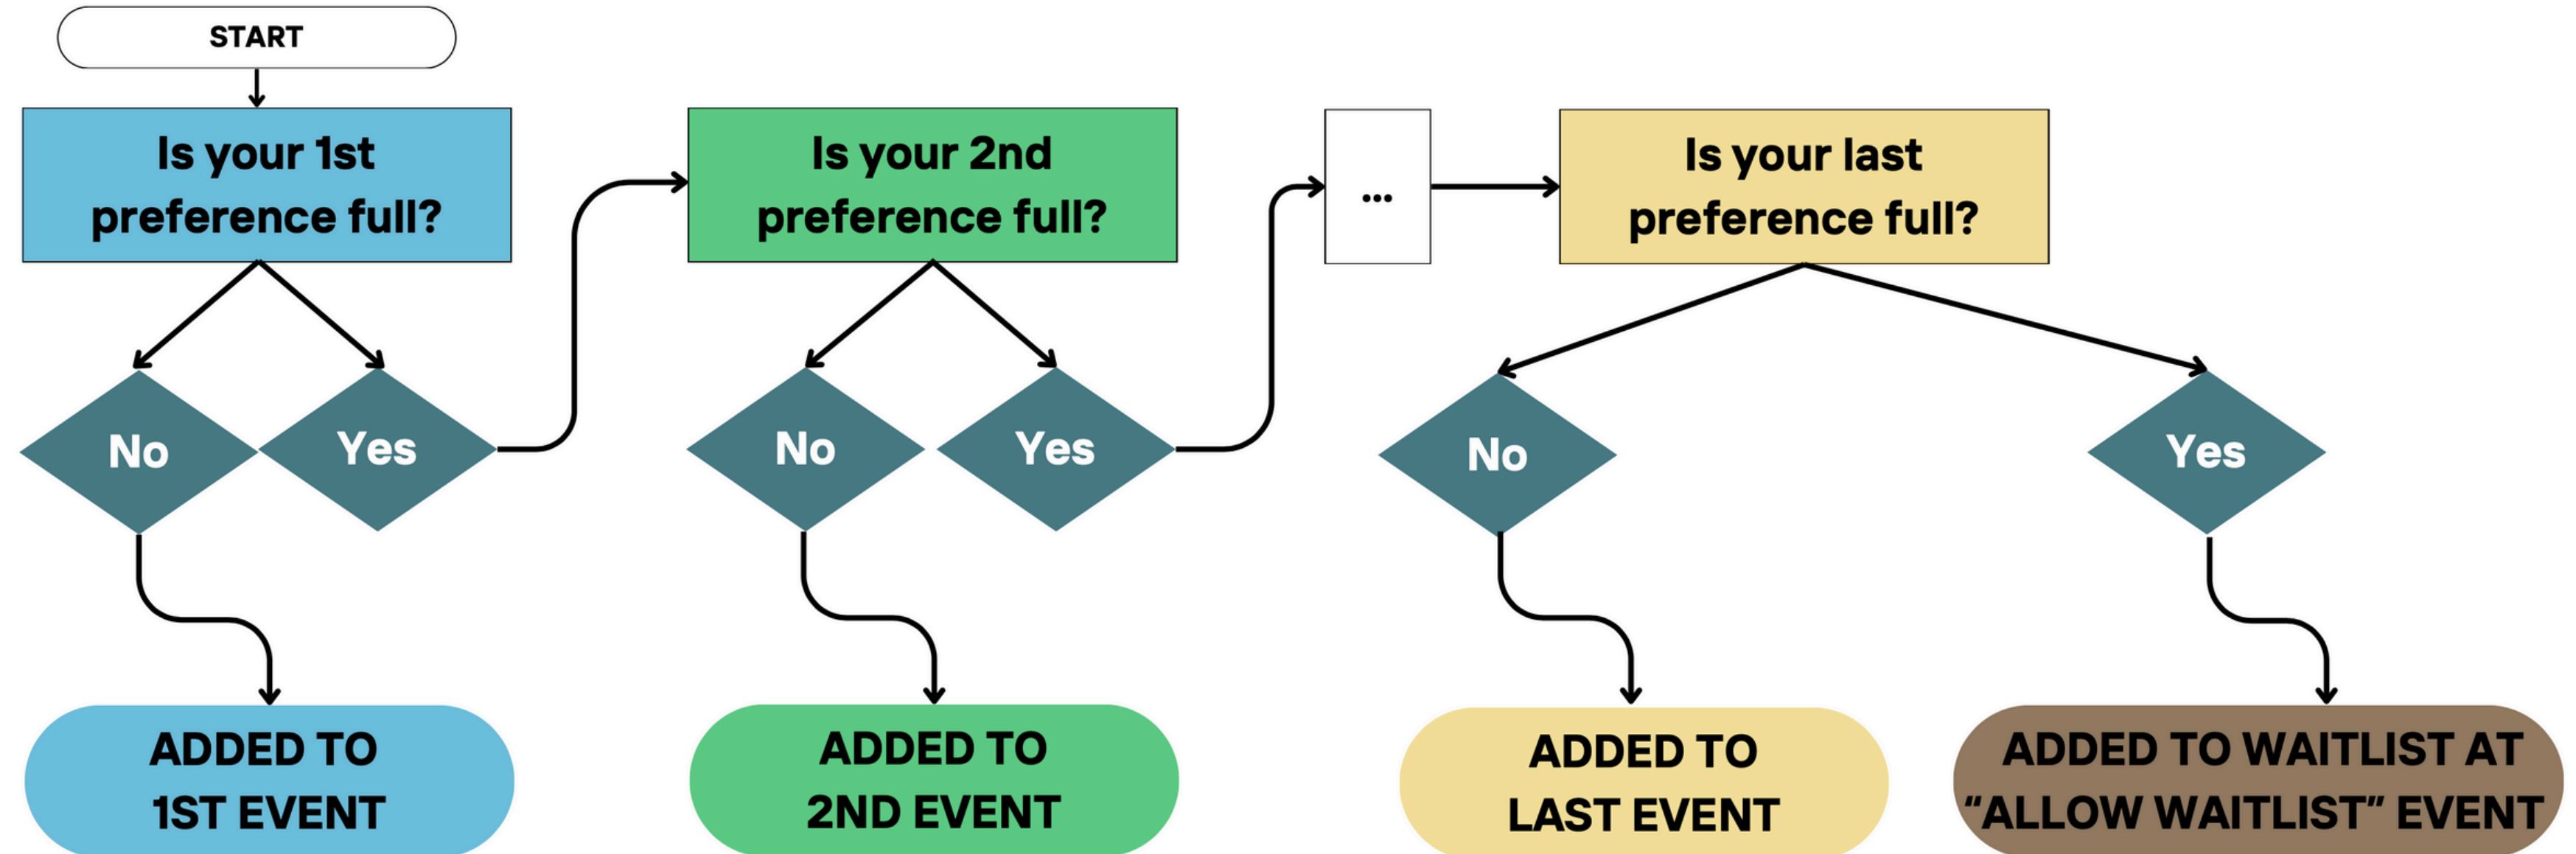 START
Is your 1st
preference full?
Is your 2nd
preference full?
...
Is your last
preference full?
No
Yes
No
Yes
No
Yes
ADDED TO
1ST EVENT
ADDED TO
2ND EVENT
ADDED TO
LAST EVENT
ADDED TO WAITLIST AT
“ALLOW WAITLIST” EVENT